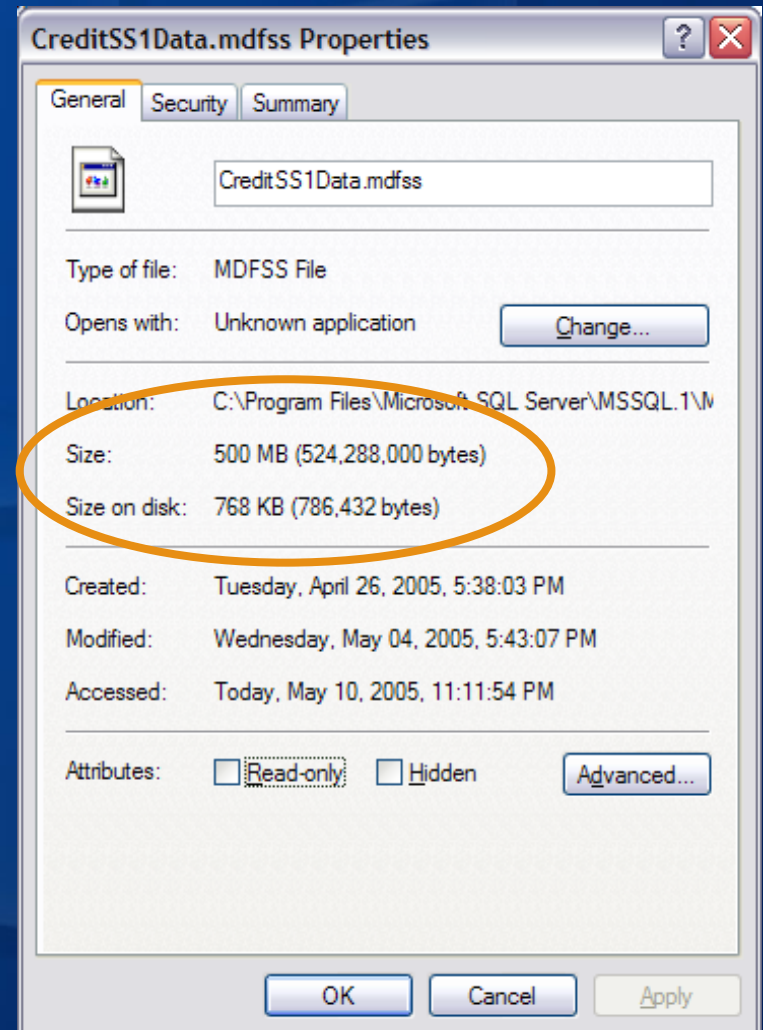 CreditSS1Data.mdfss Properties
General Security Summary
CreditSS1Data.mdfss
Type of file: MDFSS File
Opens with: Unknown application Change...
Location: C:\Program Files\Microsoft SQL Server\MSSQL.1\M
Size: 500 MB (524,288,000 bytes)
Size on disk: 768 KB (786,432 bytes)
Created: Tuesday, April 26, 2005, 5:38:03 PM
Modified: Wednesday, May 04, 2005, 5:43:07 PM
Accessed: Today, May 10, 2005, 11:11:54 PM
Attributes: Read-only Hidden Advanced...
OK Cancel Apply